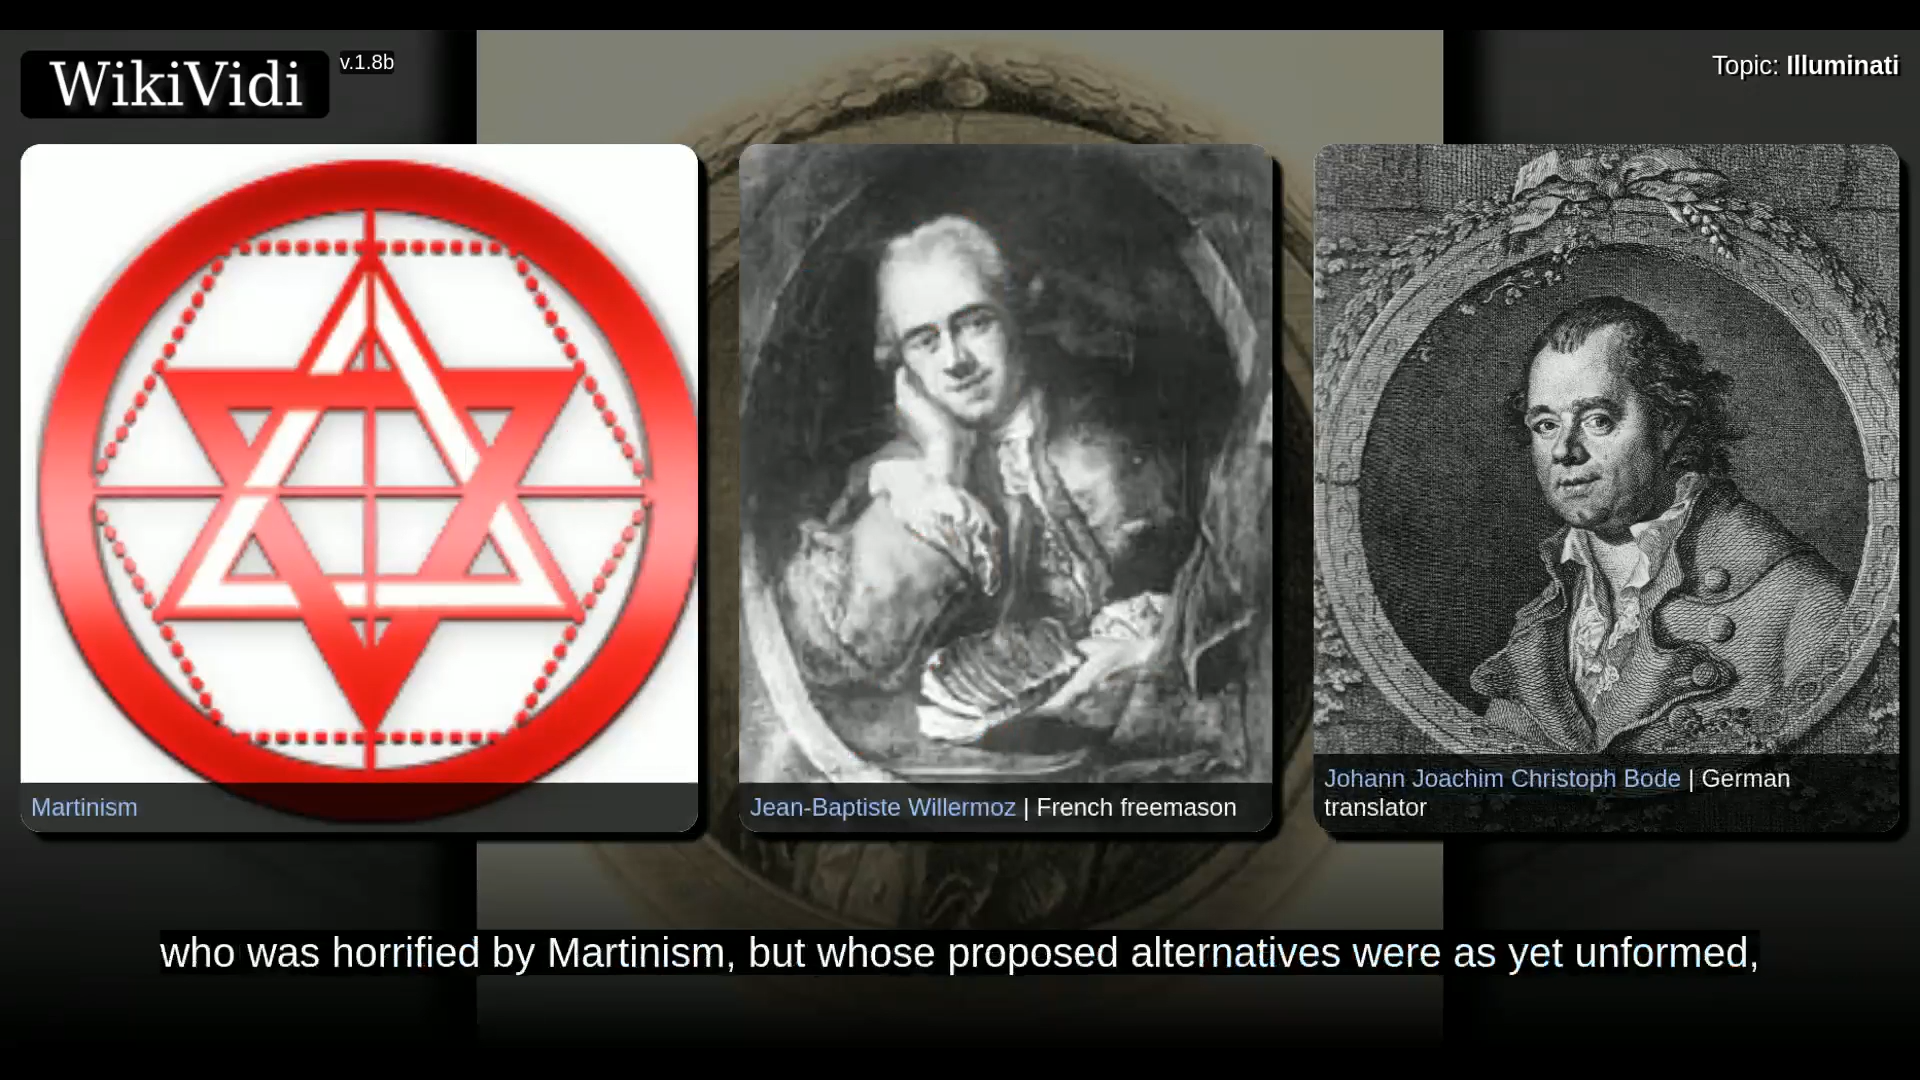 WikiVidi
v.1.8b
Topic: Illuminati
Martinism
Jean-Baptiste Willermoz | French freemason
Johann Joachim Christoph Bode | German
translator
who was horrified by Martinism, but whose proposed alternatives were as yet unformed,